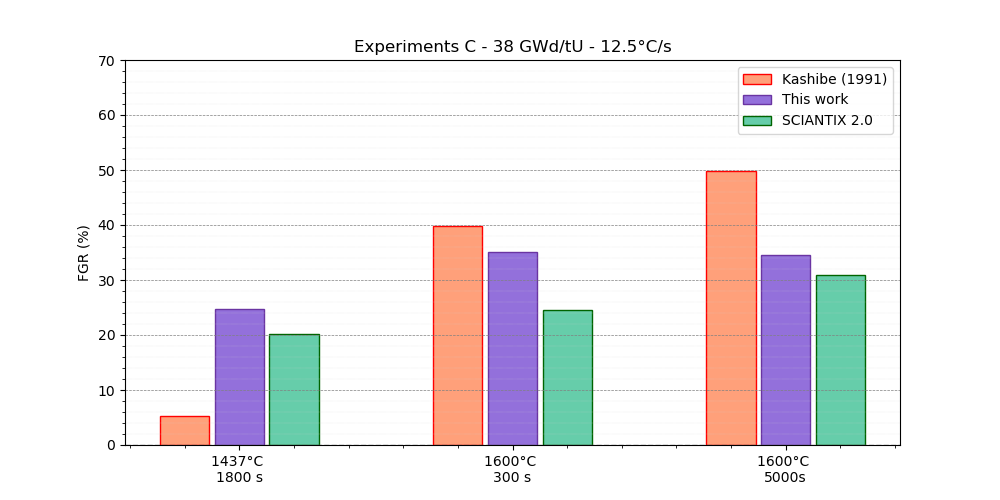 Experiments C - 38 GWd/tU - 12.5°C/s
Kashibe (1991)
This work
SCIANTIX 2.0
FGR (%)
70
60
50
40
30
20
10
0
1437°C
1800 s
1600°C
300 s
1600°C
5000s